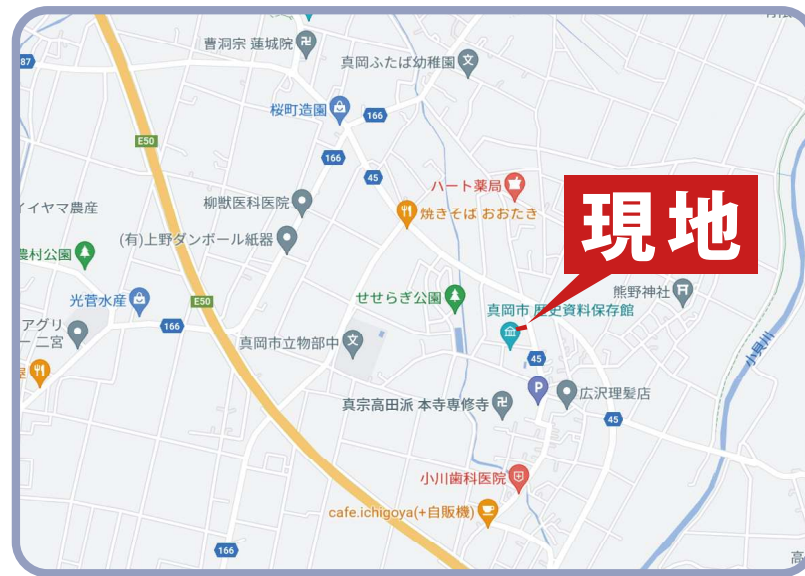 曹洞宗 蓮城院
真岡ふたば幼稚園
87
桜町造園
166
E50
166
45
ハート薬局
現地
イイヤマ農産
柳獣医科医院
焼きそば おおたき
(有)上野ダンボール紙器
農村公園
熊野神社
光菅水産
E50
せせらぎ公園
真岡市 歴史資料保存館
アグリ
ー 二宮
166
真岡市立物部中
45
小貝川
P
広沢理髪店
真宗高田派 本寺専修寺
45
小川歯科医院
cafe.ichigoya(+自販機)
166
高